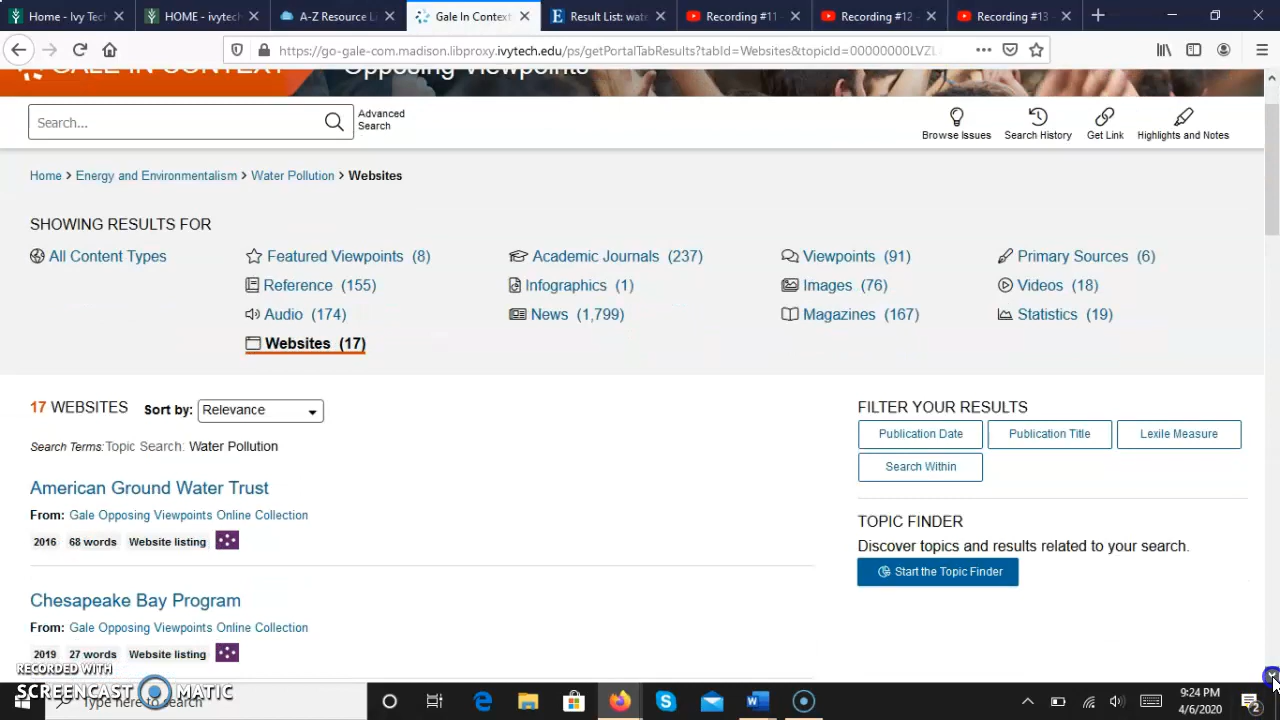 Home - Ivy Tech
HOME - ivytech
A-Z Resource L
Gale In Context
Result List: wate
Recording #11 -
Recording #12 -
Recording #13 -
https://go-gale-com.madison.libproxy.ivytech.edu/ps/getPortalTabResults?tabId=Websites&topicId=00000000LVZL
GALE IN CONTEXT
Opposing Viewpoints
Search...
Advanced
Search
Browse Issues
Search History
Get Link
Highlights and Notes
Home > Energy and Environmentalism > Water Pollution > Websites
SHOWING RESULTS FOR
All Content Types
Featured Viewpoints (8)
Academic Journals (237)
Viewpoints (91)
Primary Sources (6)
Reference (155)
Infographics (1)
Images (76)
Videos (18)
Audio (174)
News (1,799)
Magazines (167)
Statistics (19)
Websites (17)
17 WEBSITES
Sort by: Relevance
Search Terms: Topic Search: Water Pollution
American Ground Water Trust
From: Gale Opposing Viewpoints Online Collection
2016 68 words Website listing
Chesapeake Bay Program
From: Gale Opposing Viewpoints Online Collection
2019 27 words Website listing
FILTER YOUR RESULTS
Publication Date
Publication Title
Lexile Measure
Search Within
TOPIC FINDER
Discover topics and results related to your search.
Start the Topic Finder
RECORDED WITH
SCREENCAST MATIC
Type here to search
9:24 PM
4/6/2020
2